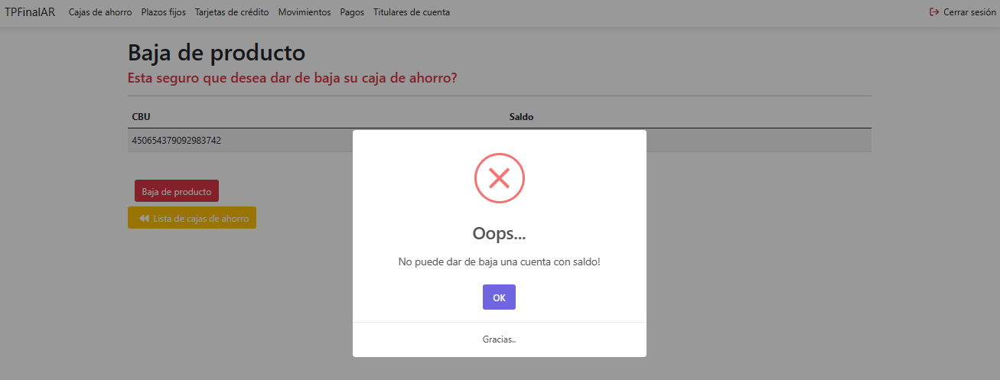 TPFinalAR Cajas de ahorro Plazos fijos Tarjetas de crédito Movimientos Pagos Titulares de cuenta Cerrar sesión
Baja de producto
Esta seguro que desea dar de baja su caja de ahorro?
CBU Saldo
450654379092983742
Baja de producto
Lista de cajas de ahorro
Oops...
No puede dar de baja una cuenta con saldo!
OK
Gracias..